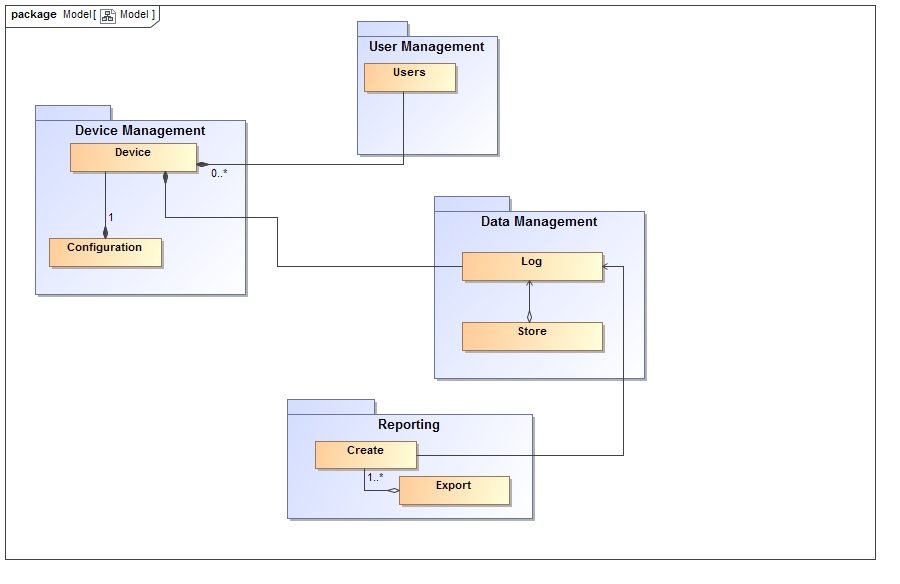 package Model[ Model ]
User Management
Users
Device Management
Device
0..*
1
Configuration
Data Management
Log
Store
Reporting
Create
1..*
Export